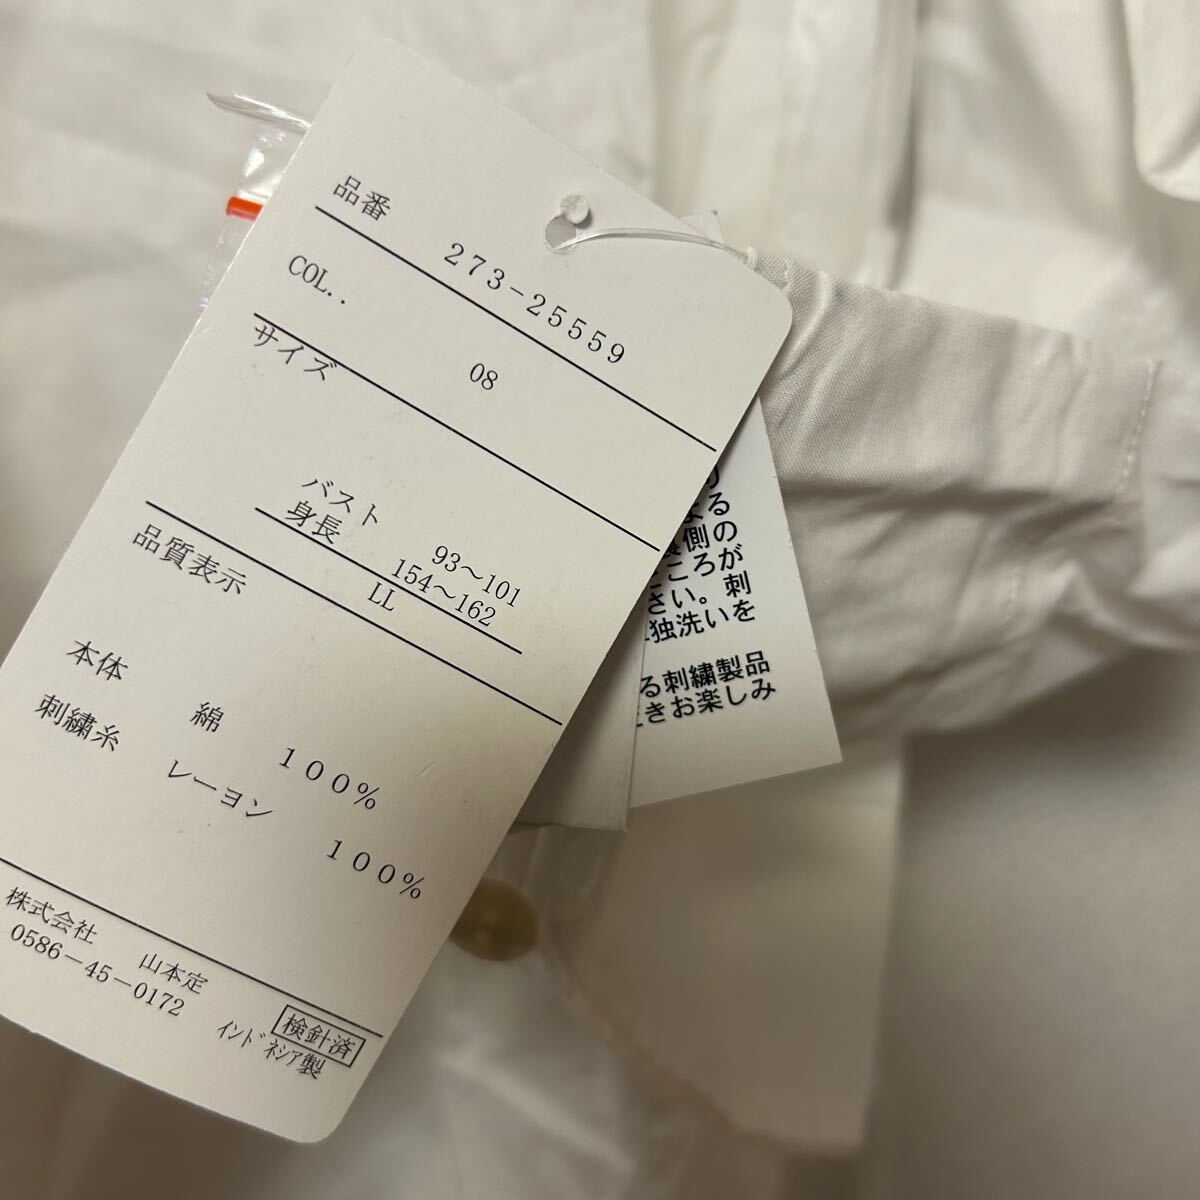 品番 273-25559
COL.. 08
サイズ
バスト 93〜101
身長 154〜162
LL
品質表示
本体 綿 100%
刺繍糸 レーヨン 100%
株式会社 山本定
0586-45-0172
検針済
インドネシア製
よる
側の
ころが
さい。刺
独洗いを
る刺繍製品
きお楽しみ